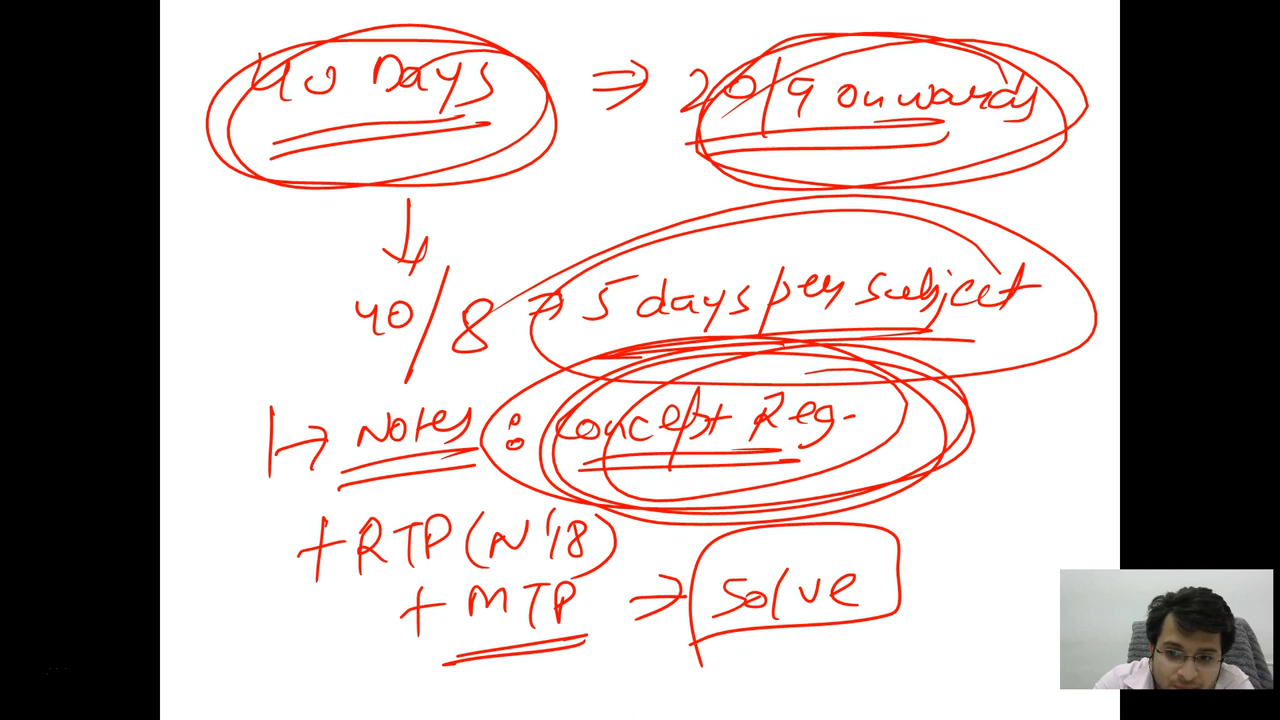 40 Days ⇒ 20/9 onwards
↓
40/8 ⇒ 5 days per subject
↦ Notes : Concept Reg.
+ RTP (N'18)
+ MTP ⇒ Solve